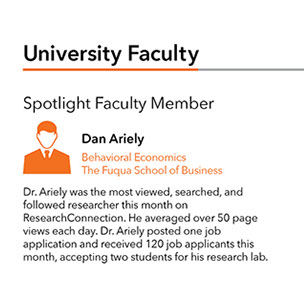 University Faculty
Spotlight Faculty Member
Dan Ariely
Behavioral Economics
The Fuqua School of Business
Dr. Ariely was the most viewed, searched, and
followed researcher this month on
ResearchConnection. He averaged over 50 page
views each day. Dr. Ariely posted one job
application and received 120 job applicants this
month, accepting two students for his research lab.